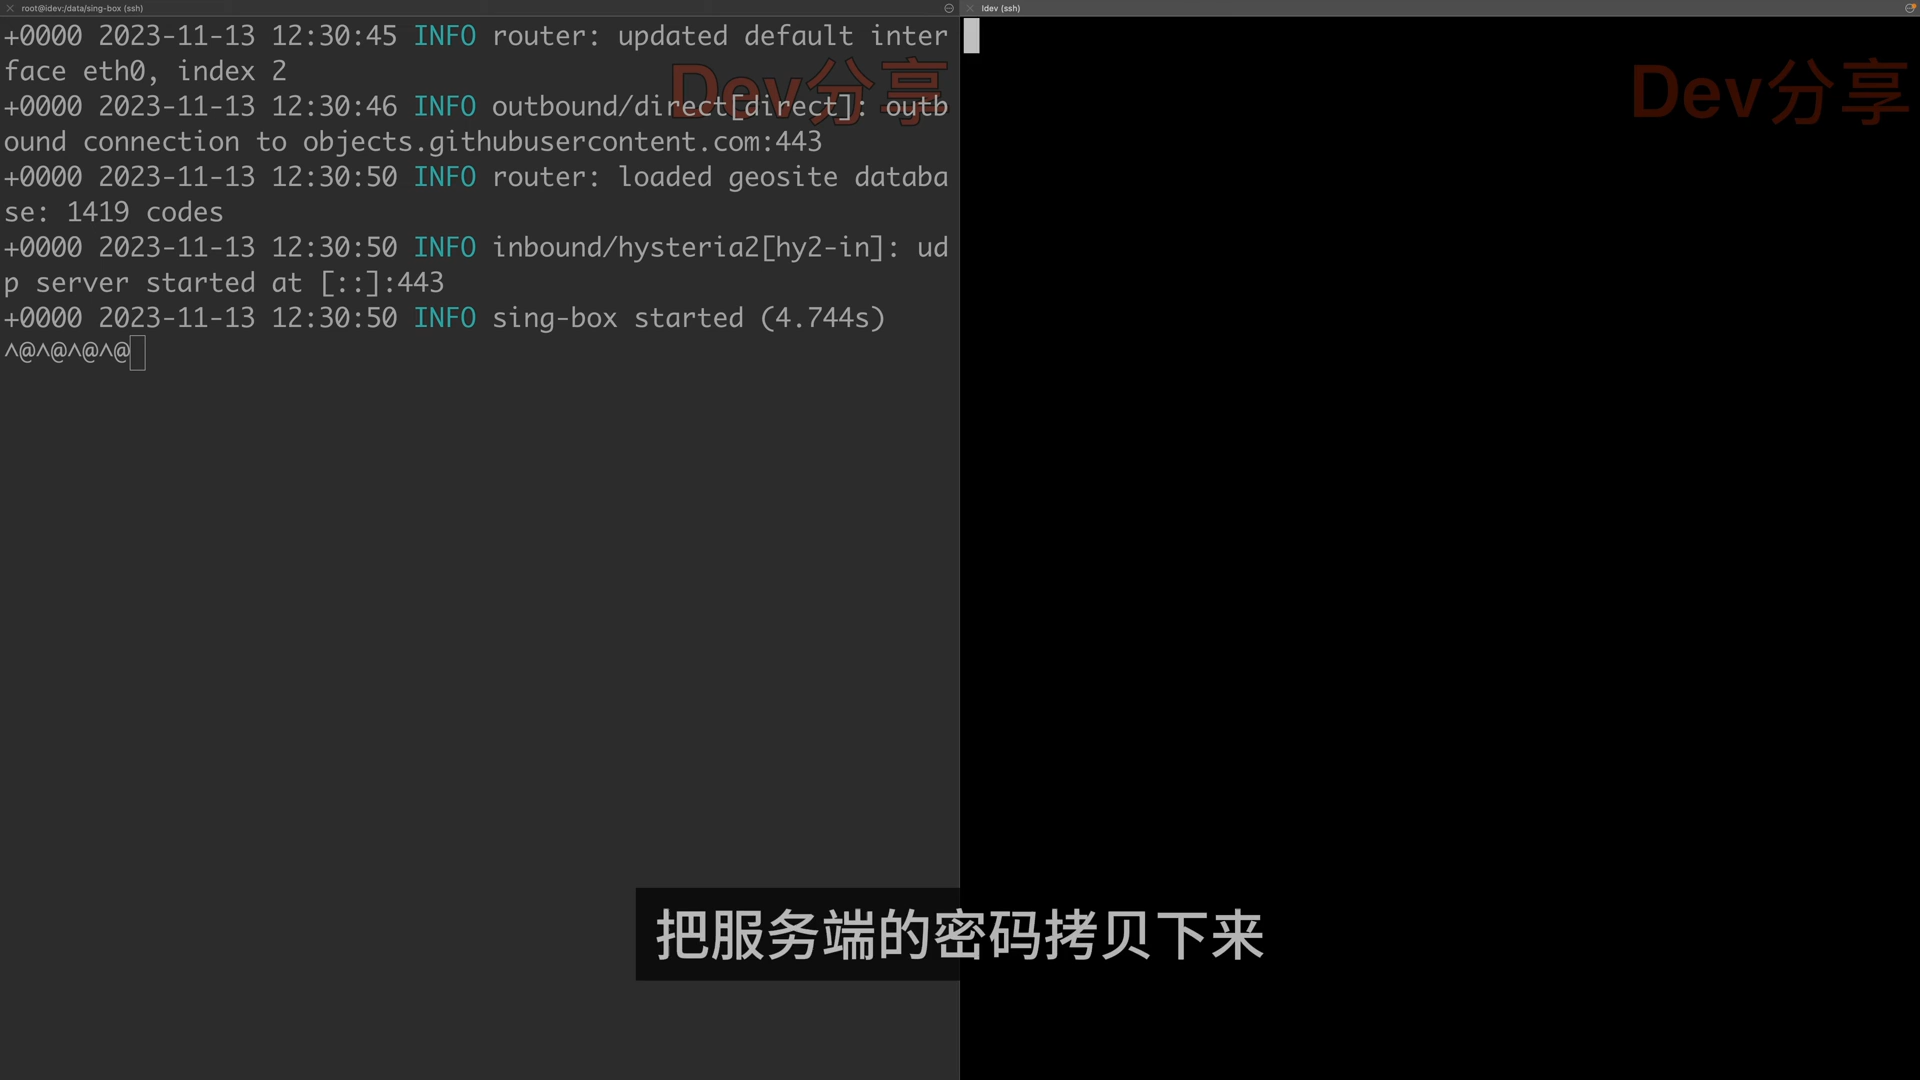 root@idev:/data/sing-box (ssh)
+0000 2023-11-13 12:30:45 INFO router: updated default inter
face eth0, index 2
+0000 2023-11-13 12:30:46 INFO outbound/direct[direct]: outb
ound connection to objects.githubusercontent.com:443
+0000 2023-11-13 12:30:50 INFO router: loaded geosite databa
se: 1419 codes
+0000 2023-11-13 12:30:50 INFO inbound/hysteria2[hy2-in]: ud
p server started at [::]:443
+0000 2023-11-13 12:30:50 INFO sing-box started (4.744s)
^@^@^@^@
Dev分享
idev (ssh)
Dev分享
把服务端的密码拷贝下来